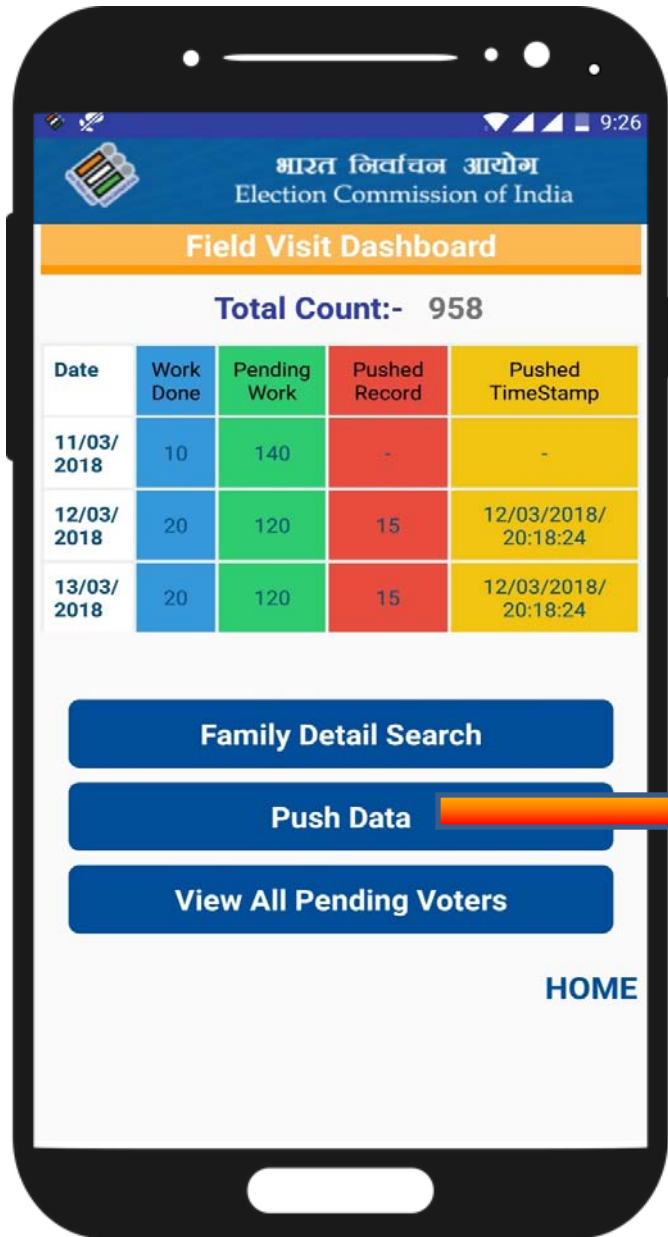 9:26
भारत निर्वाचन आयोग
Election Commission of India
Field Visit Dashboard
Total Count:- 958
Date Work Done Pending Work Pushed Record Pushed TimeStamp
11/03/2018 10 140 - -
12/03/2018 20 120 15 12/03/2018/ 20:18:24
13/03/2018 20 120 15 12/03/2018/ 20:18:24
Family Detail Search
Push Data
View All Pending Voters
HOME